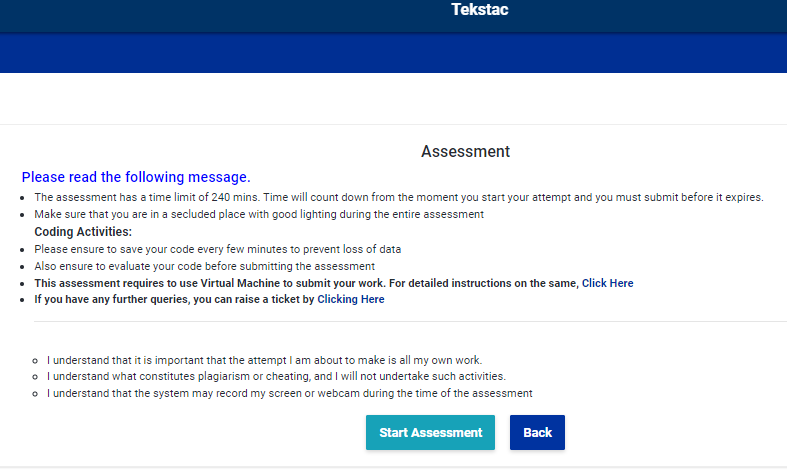 Tekstac
Assessment
Please read the following message.
The assessment has a time limit of 240 mins. Time will count down from the moment you start your attempt and you must submit before it expires.
Make sure that you are in a secluded place with good lighting during the entire assessment
Coding Activities:
Please ensure to save your code every few minutes to prevent loss of data
Also ensure to evaluate your code before submitting the assessment
This assessment requires to use Virtual Machine to submit your work. For detailed instructions on the same, Click Here
If you have any further queries, you can raise a ticket by Clicking Here
I understand that it is important that the attempt I am about to make is all my own work.
I understand what constitutes plagiarism or cheating, and I will not undertake such activities.
I understand that the system may record my screen or webcam during the time of the assessment
Start Assessment Back